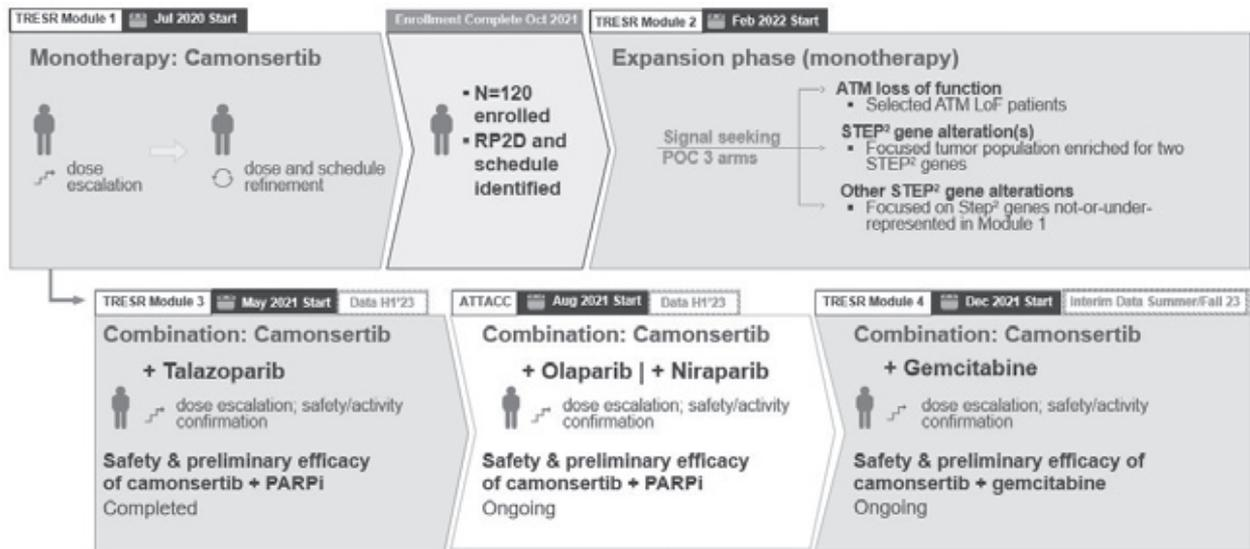 TRESR Module 1
Jul 2020 Start
Monotherapy: Camonsertib
dose
escalation
dose and schedule
refinement
Enrollment Complete Oct 2021
▪ N=120
enrolled
▪ RP2D and
schedule
identified
TRESR Module 2
Feb 2022 Start
Expansion phase (monotherapy)
Signal seeking
POC 3 arms
ATM loss of function
▪ Selected ATM LoF patients
STEP² gene alteration(s)
▪ Focused tumor population enriched for two
STEP² genes
Other STEP² gene alterations
▪ Focused on Step² genes not-or-under-
represented in Module 1
TRESR Module 3
May 2021 Start
Data H1'23
Combination: Camonsertib
+ Talazoparib
dose escalation; safety/activity
confirmation
Safety & preliminary efficacy
of camonsertib + PARPi
Completed
ATTACC
Aug 2021 Start
Data H1'23
Combination: Camonsertib
+ Olaparib | + Niraparib
dose escalation; safety/activity
confirmation
Safety & preliminary efficacy
of camonsertib + PARPi
Ongoing
TRESR Module 4
Dec 2021 Start
Interim Data Summer/Fall 23
Combination: Camonsertib
+ Gemcitabine
dose escalation; safety/activity
confirmation
Safety & preliminary efficacy of
camonsertib + gemcitabine
Ongoing